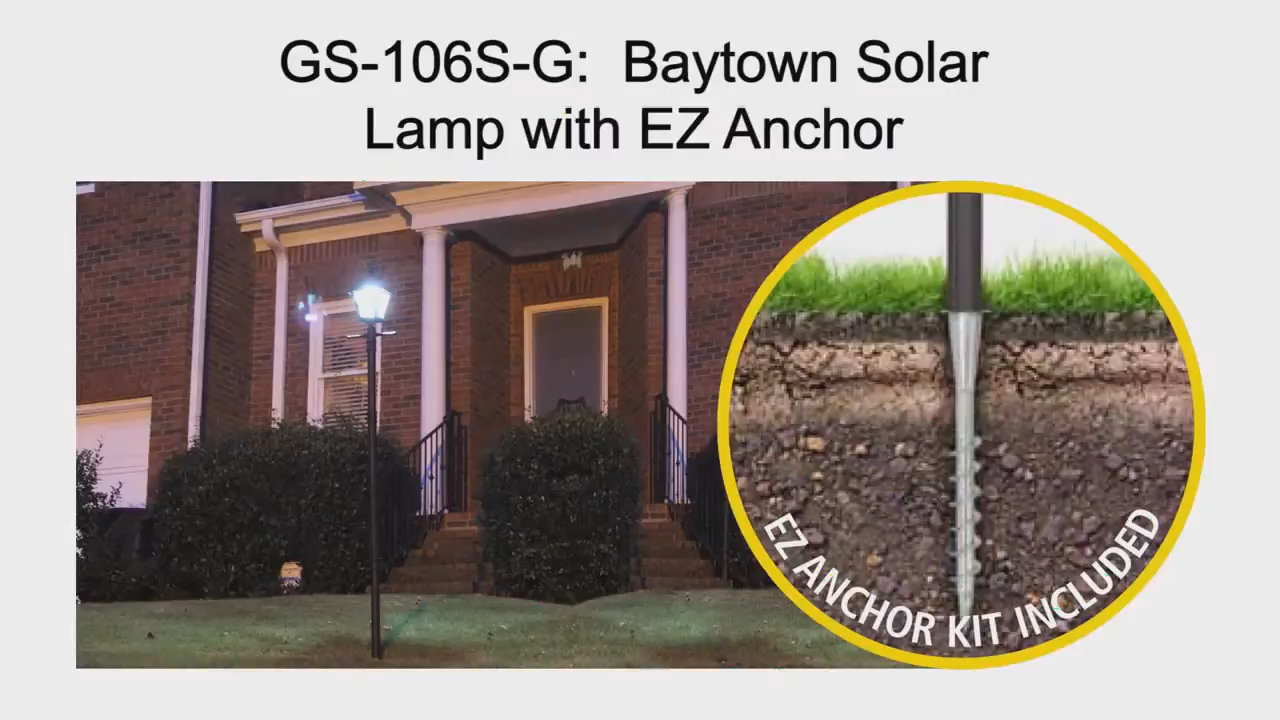 GS-106S-G:  Baytown Solar
Lamp with EZ Anchor
EZ ANCHOR KIT INCLUDED